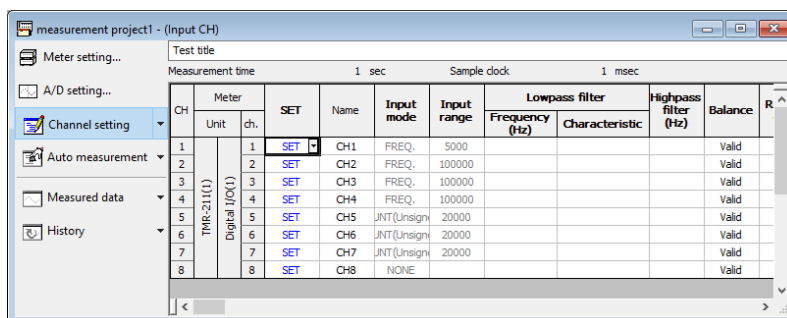 measurement project1 - (Input CH)
Meter setting...
A/D setting...
Channel setting
Auto measurement
Measured data
History
Test title
Measurement time 1 sec Sample clock 1 msec
CH Meter SET Name Input mode Input range Lowpass filter Highpass filter (Hz) Balance R
Unit ch. Frequency (Hz) Characteristic
TMR-211(1)
Digital I/O(1)
1 1 SET CH1 FREQ. 5000 Valid
2 2 SET CH2 FREQ. 100000 Valid
3 3 SET CH3 FREQ. 100000 Valid
4 4 SET CH4 FREQ. 100000 Valid
5 5 SET CH5 JNT(Unsign 20000 Valid
6 6 SET CH6 JNT(Unsign 20000 Valid
7 7 SET CH7 JNT(Unsign 20000 Valid
8 8 SET CH8 NONE Valid